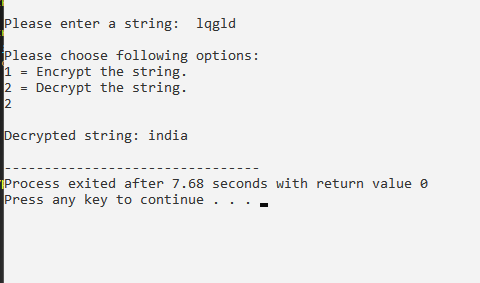 Please enter a string:  lqgld
Please choose following options:
1 = Encrypt the string.
2 = Decrypt the string.
2
Decrypted string: india
--------------------------------
Process exited after 7.68 seconds with return value 0
Press any key to continue . . .